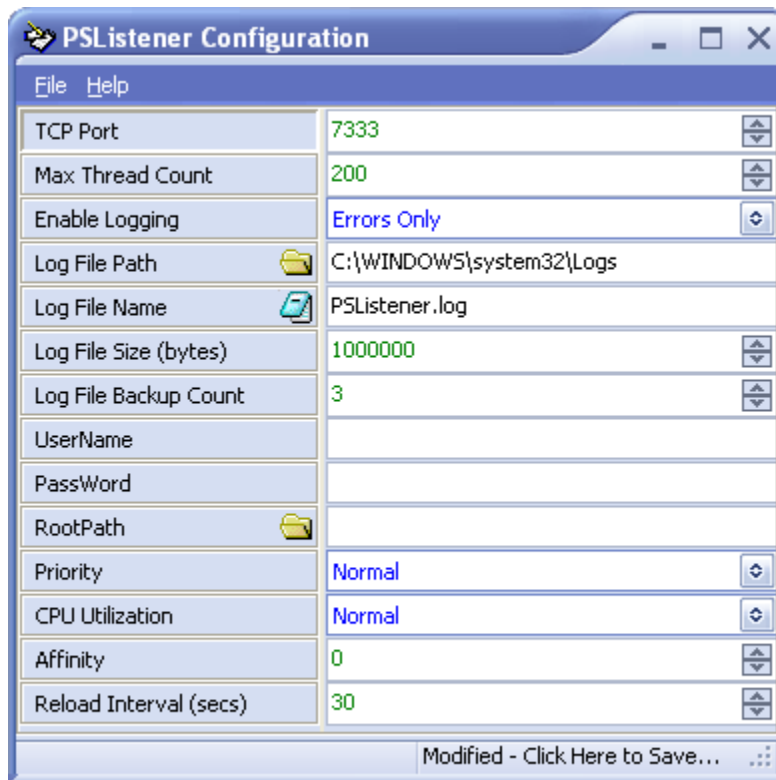 PSListener Configuration
File Help
TCP Port 7333
Max Thread Count 200
Enable Logging Errors Only
Log File Path C:\WINDOWS\system32\Logs
Log File Name PSListener.log
Log File Size (bytes) 1000000
Log File Backup Count 3
UserName
PassWord
RootPath
Priority Normal
CPU Utilization Normal
Affinity 0
Reload Interval (secs) 30
Modified - Click Here to Save...